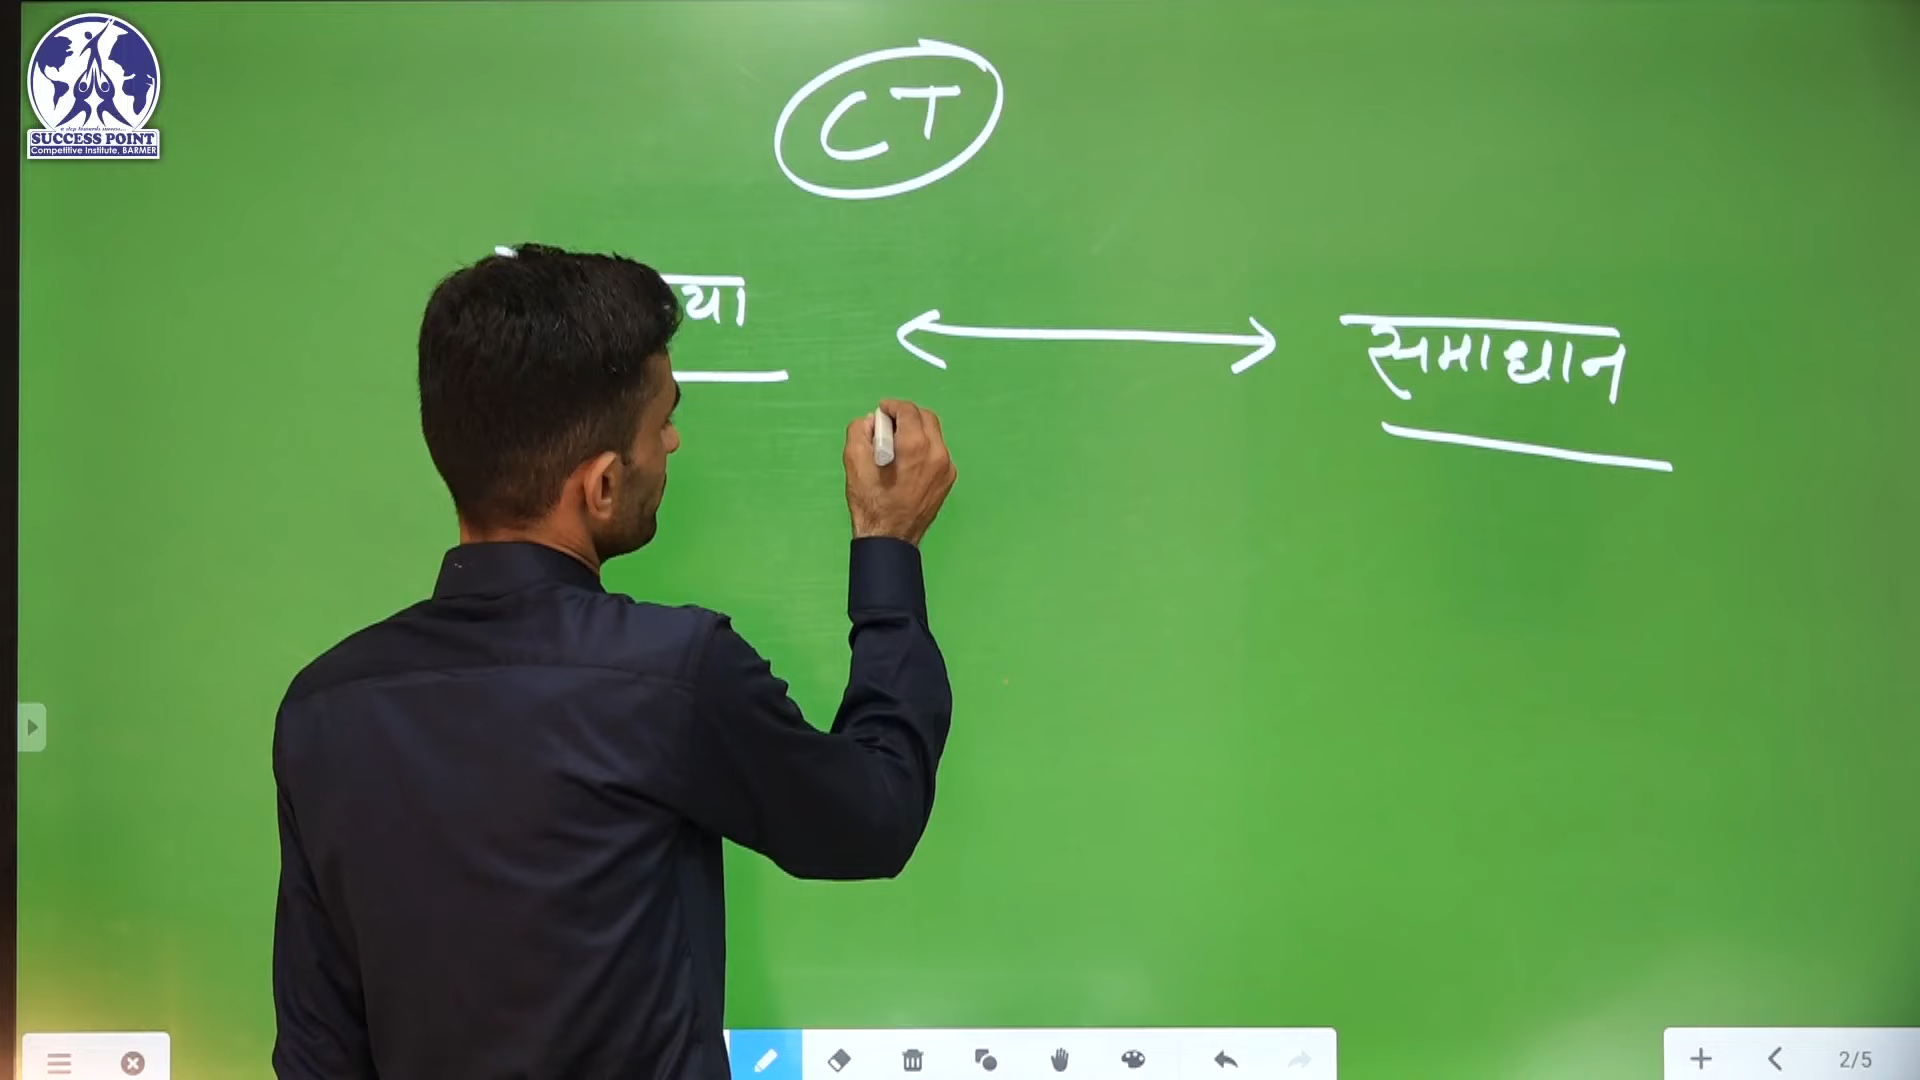 CT
समाधान
SUCCESS POINT
Competitive Institute, BARMER
2/5